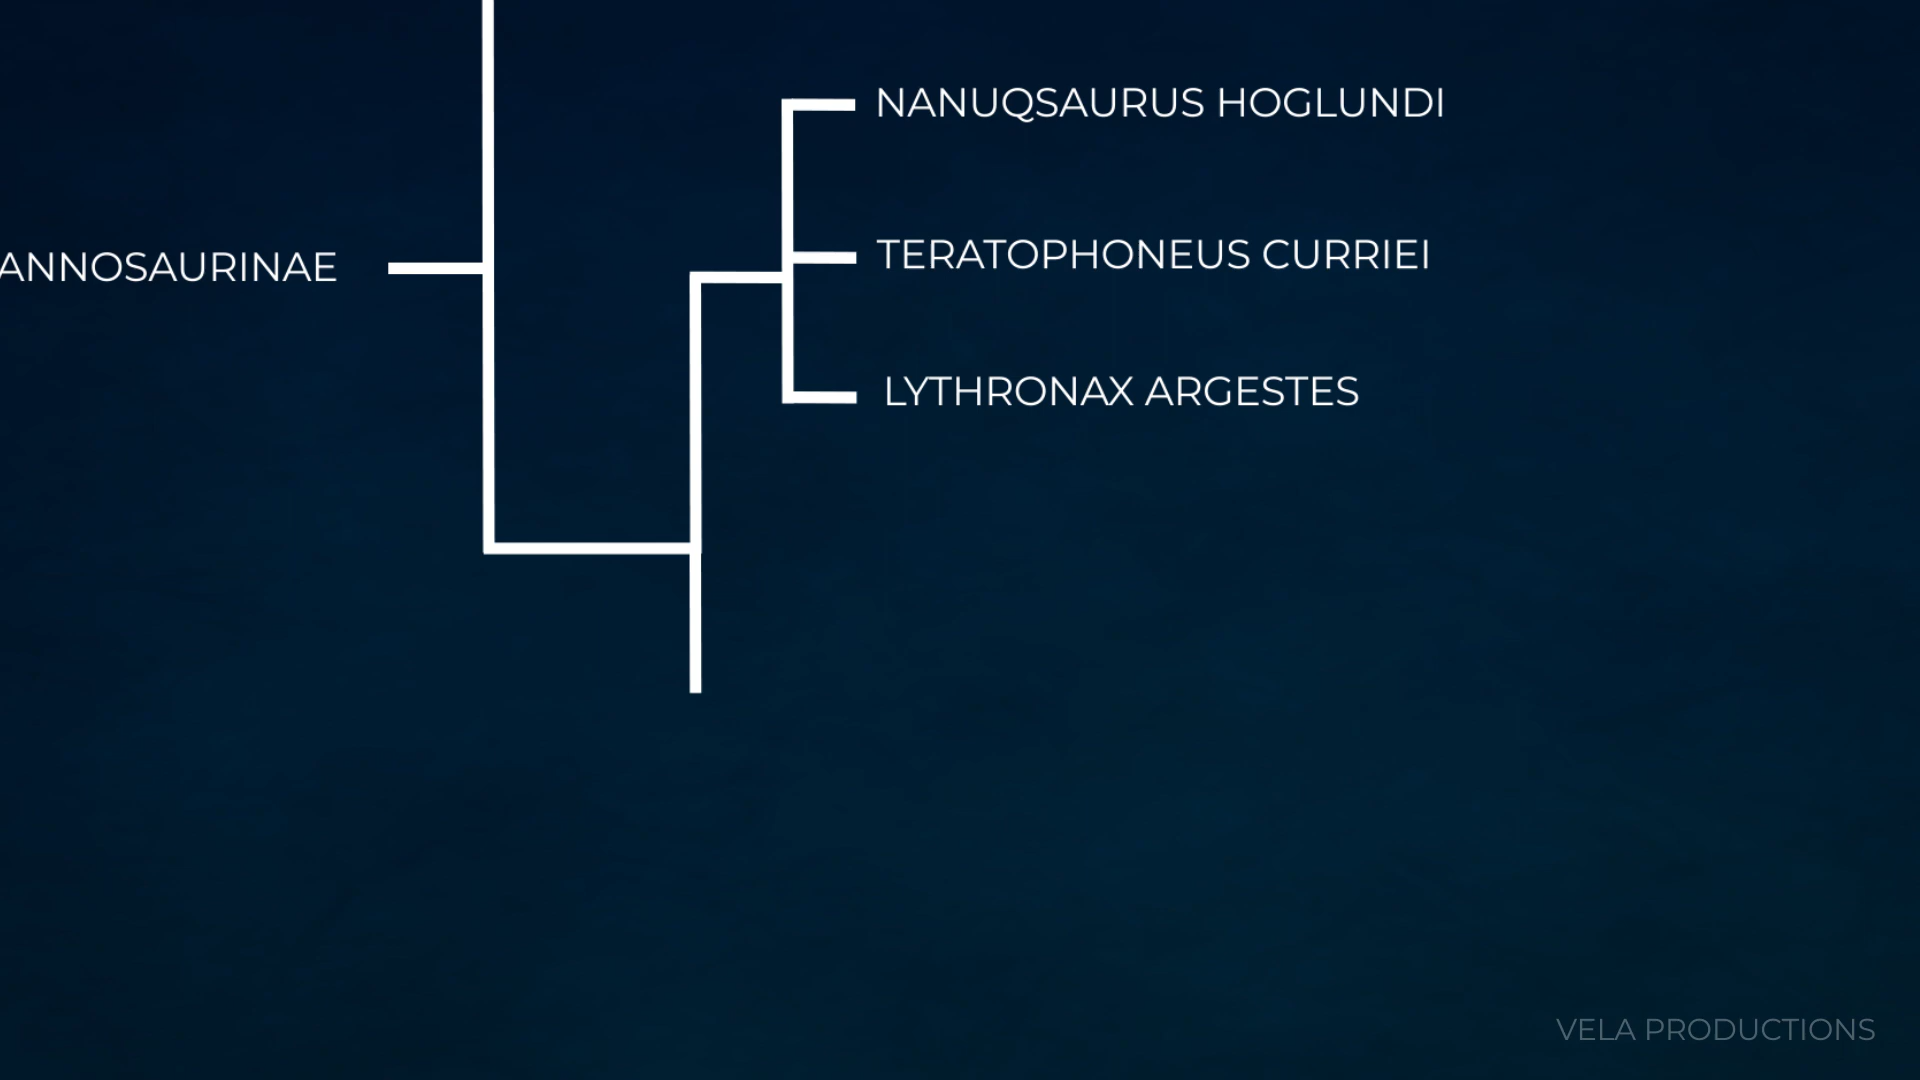 NANUQSAURUS HOGLUNDI
TERATOPHONEUS CURRIEI
ANNOSAURINAE
LYTHRONAX ARGESTES
VELA PRODUCTIONS